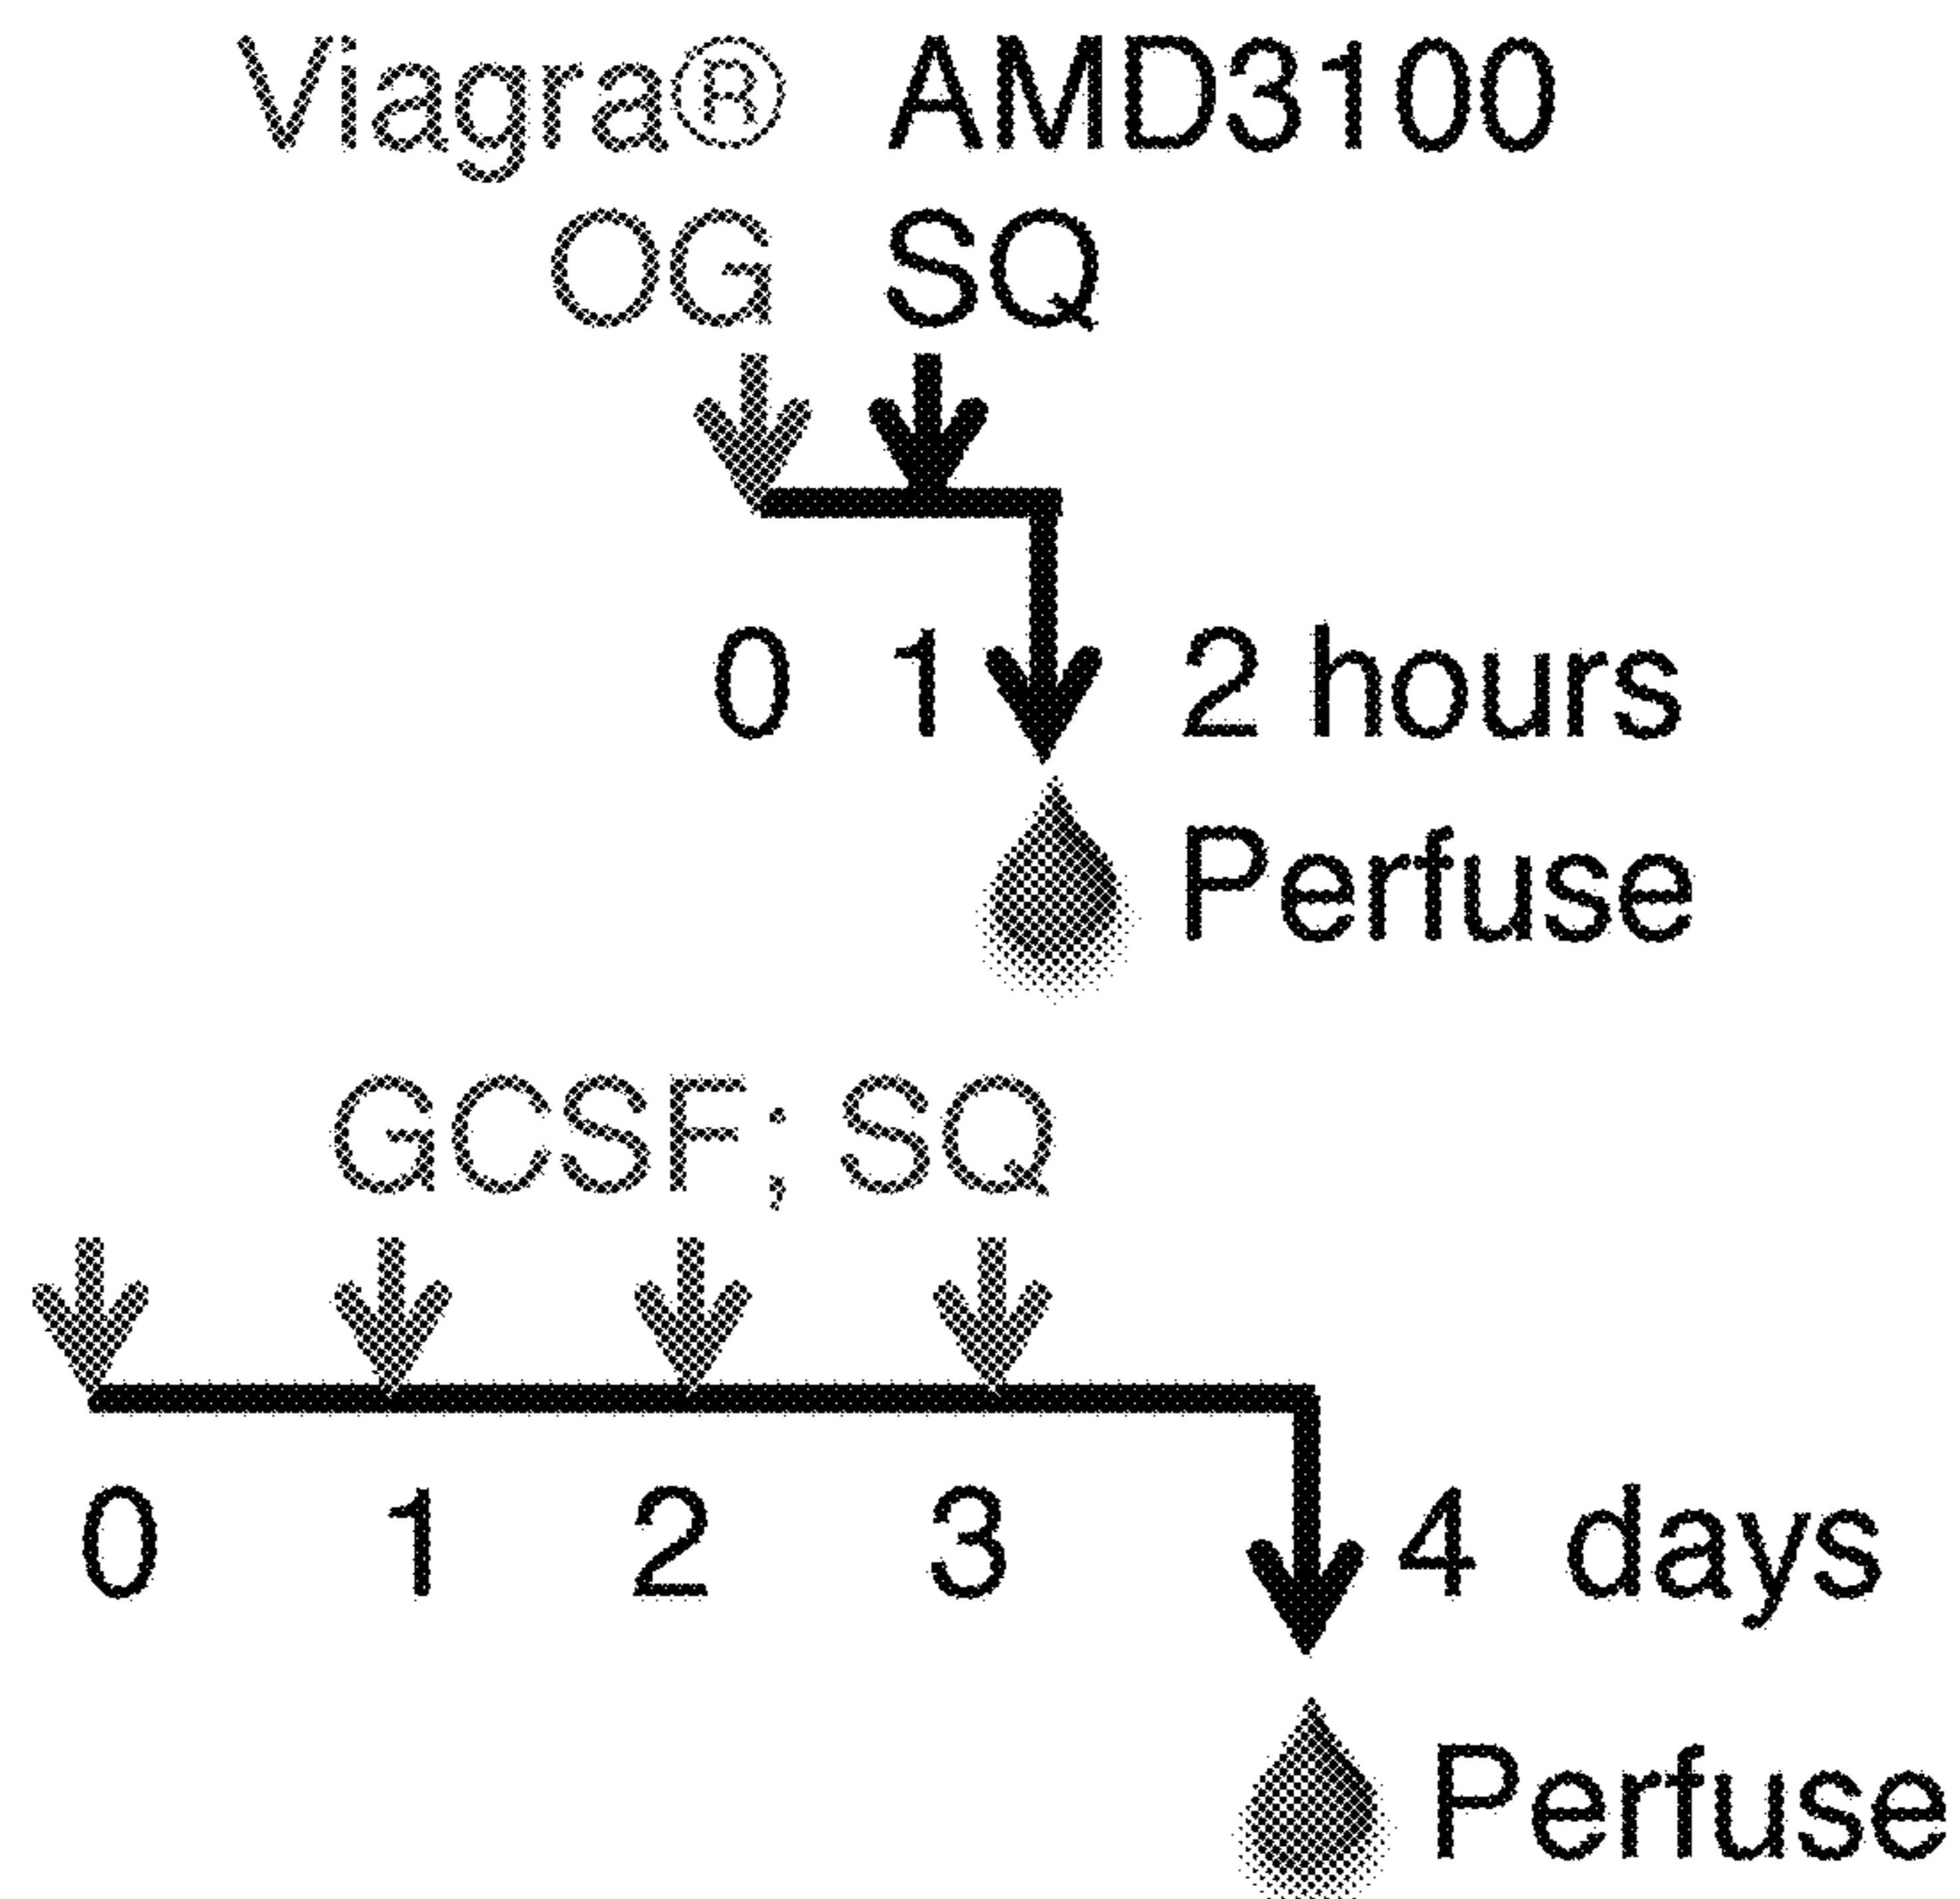 Viagra® AMD3100
OG SQ
0 1 2 hours
Perfuse
GCSF; SQ
0 1 2 3 4 days
Perfuse